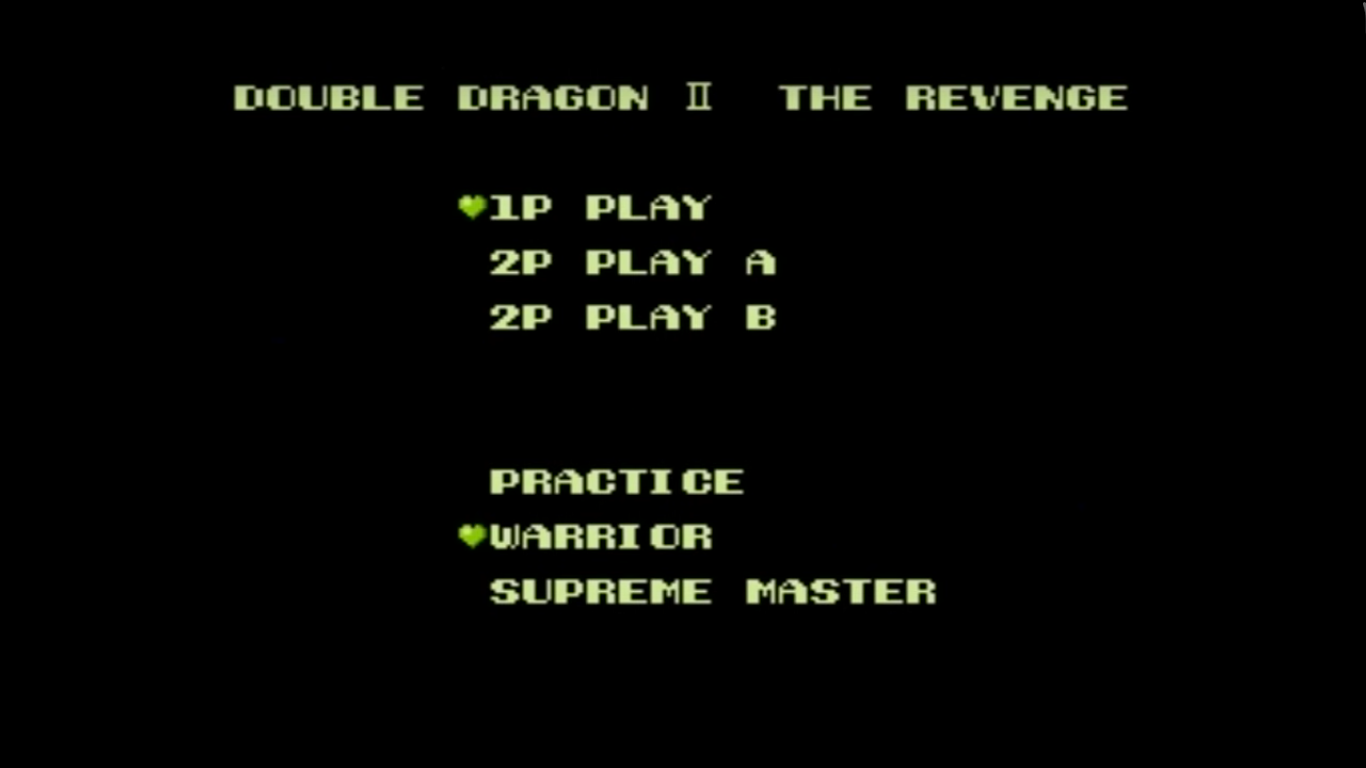 DOUBLE DRAGON Ⅱ THE REVENGE
1P PLAY
2P PLAY A
2P PLAY B
PRACTICE
WARRIOR
SUPREME MASTER